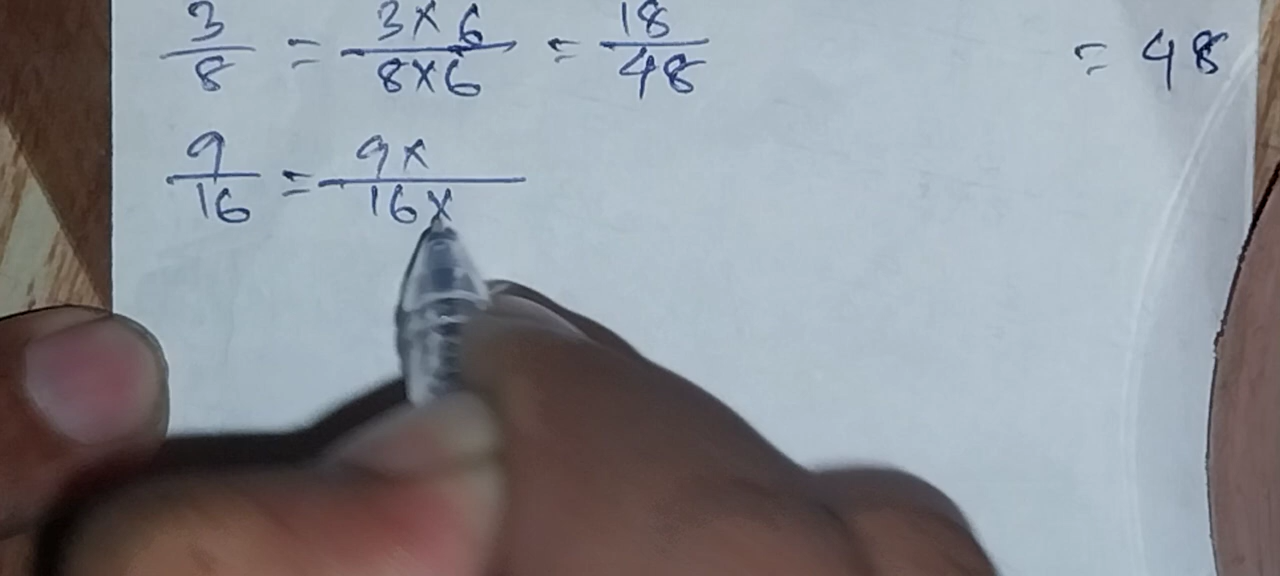 3/8 = 3×6/8×6 = 18/48 = 48
9/16 = 9×/16×